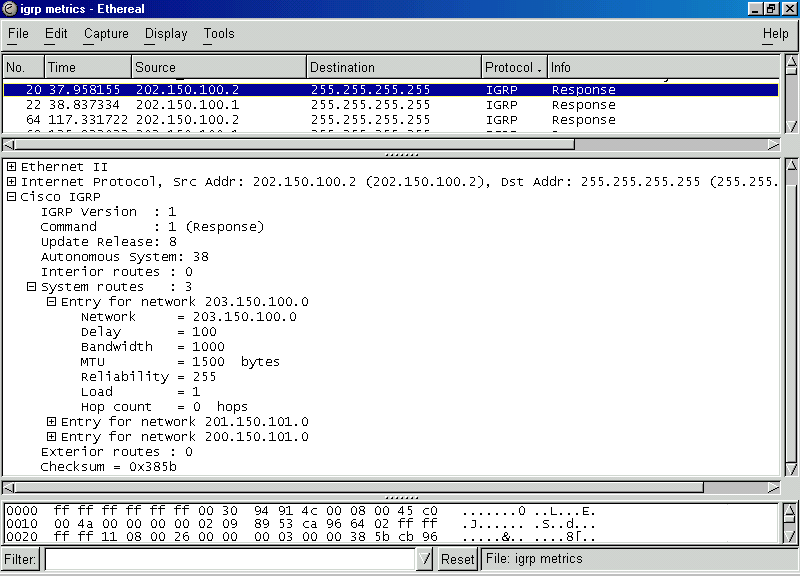 igrp metrics - Ethereal
File Edit Capture Display Tools Help
No. Time Source Destination Protocol . Info
20 37.958155 202.150.100.2 255.255.255.255 IGRP Response
22 38.837334 202.150.100.1 255.255.255.255 IGRP Response
64 117.331722 202.150.100.2 255.255.255.255 IGRP Response
Ethernet II
Internet Protocol, Src Addr: 202.150.100.2 (202.150.100.2), Dst Addr: 255.255.255.255 (255.255.
Cisco IGRP
IGRP Version : 1
Command : 1 (Response)
Update Release: 8
Autonomous System: 38
Interior routes : 0
System routes : 3
Entry for network 203.150.100.0
Network = 203.150.100.0
Delay = 100
Bandwidth = 1000
MTU = 1500 bytes
Reliability = 255
Load = 1
Hop count = 0 hops
Entry for network 201.150.101.0
Entry for network 200.150.101.0
Exterior routes : 0
Checksum = 0x385b
0000 ff ff ff ff ff ff 00 30 94 91 4c 00 08 00 45 c0 .......0 ..L...E.
0010 00 4a 00 00 00 00 02 09 89 53 ca 96 64 02 ff ff .J...... .S..d...
0020 ff ff 11 08 00 26 00 00 00 03 00 00 38 5b cb 96 .....&.. ....8[..
Filter: Reset File: igrp metrics